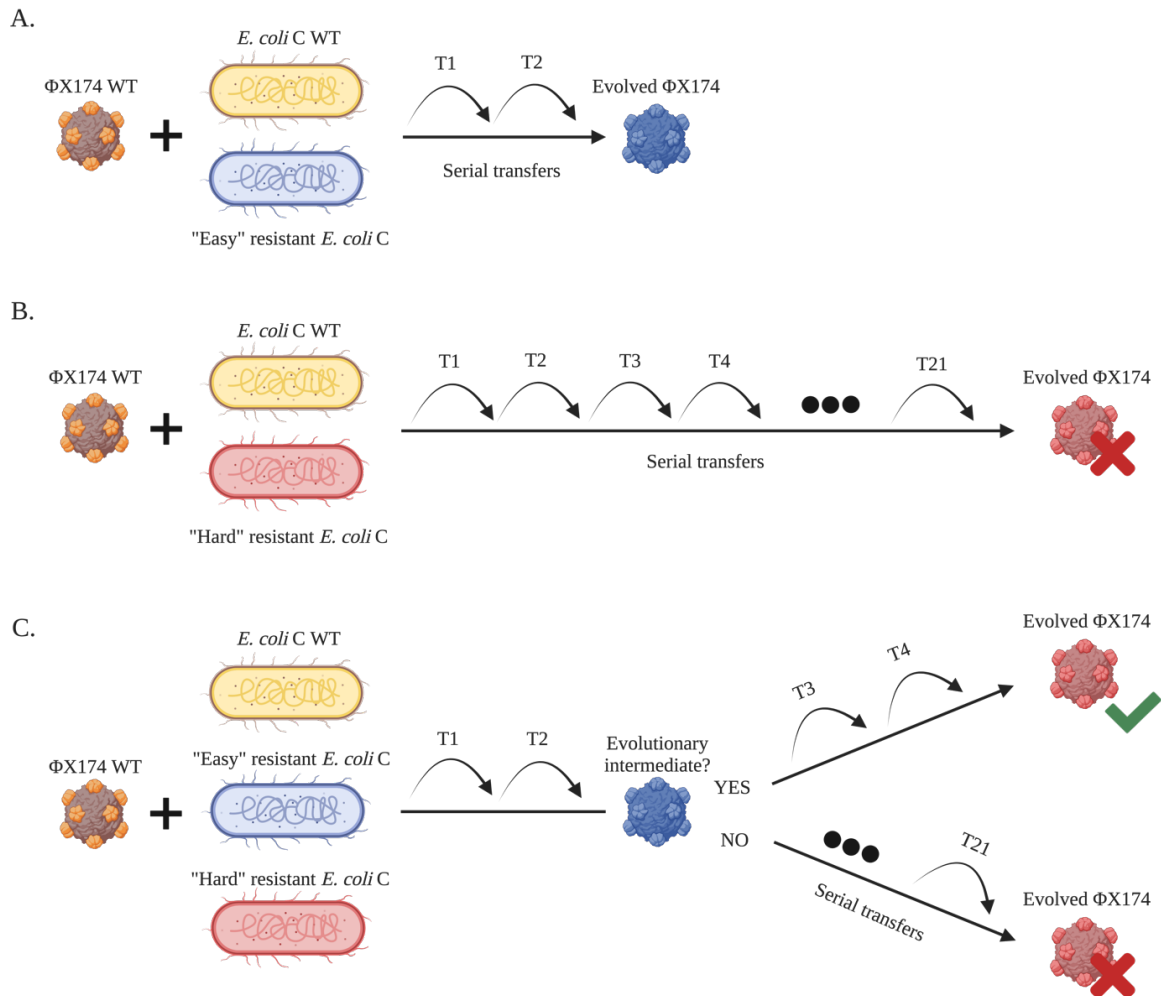 A.
E. coli C WT
ΦX174 WT
"Easy" resistant E. coli C
T1
T2
Serial transfers
Evolved ΦX174
B.
E. coli C WT
ΦX174 WT
"Hard" resistant E. coli C
T1
T2
T3
T4
T21
Serial transfers
Evolved ΦX174
C.
E. coli C WT
ΦX174 WT
"Easy" resistant E. coli C
"Hard" resistant E. coli C
T1
T2
Evolutionary
intermediate?
YES
T3
T4
Evolved ΦX174
NO
T21
Serial transfers
Evolved ΦX174